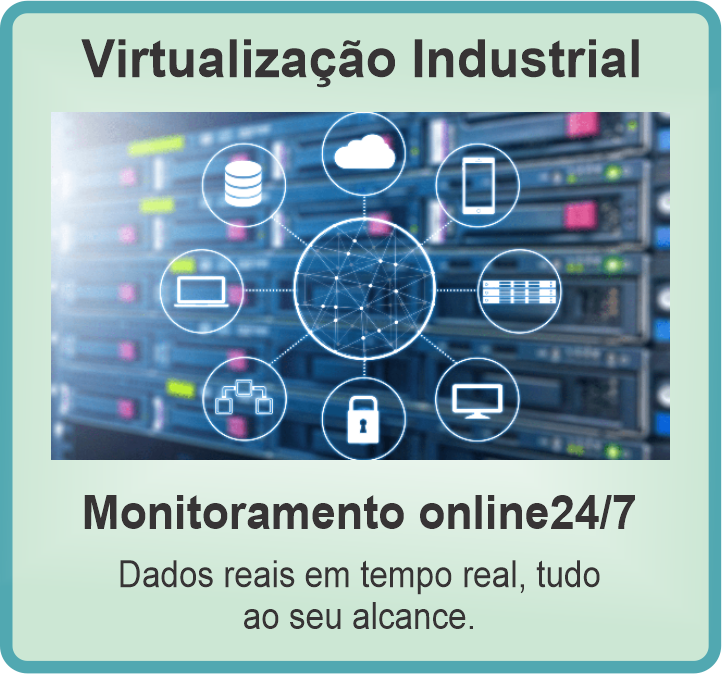 Virtualização Industrial
Monitoramento online24/7
Dados reais em tempo real, tudo
ao seu alcance.